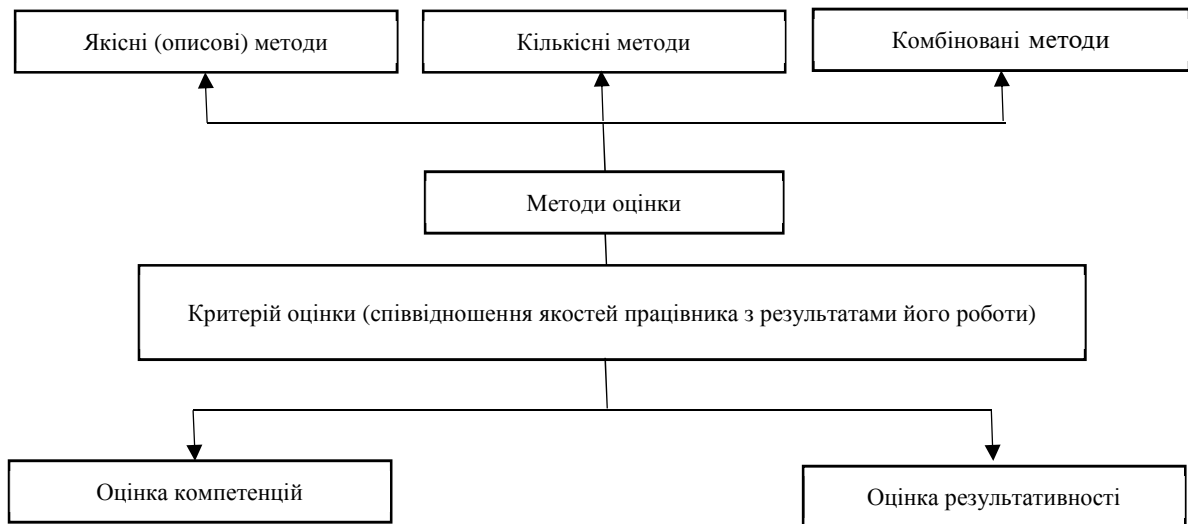 Якісні (описові) методи
Кількісні методи
Комбіновані методи
Методи оцінки
Критерій оцінки (співвідношення якостей працівника з результатами його роботи)
Оцінка компетенцій
Оцінка результативності